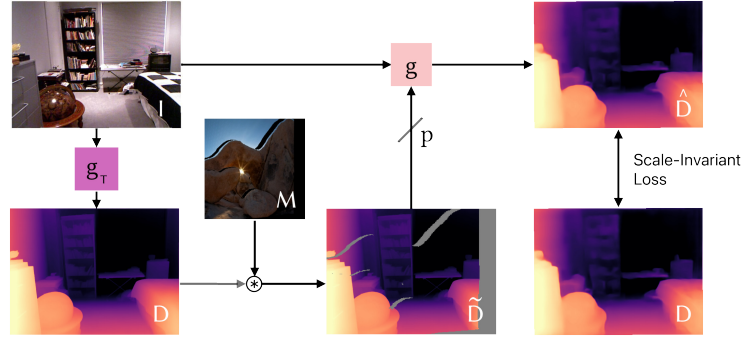 I
g
D̂
g_T
M
p
Scale-Invariant
Loss
D
*
D̃
D